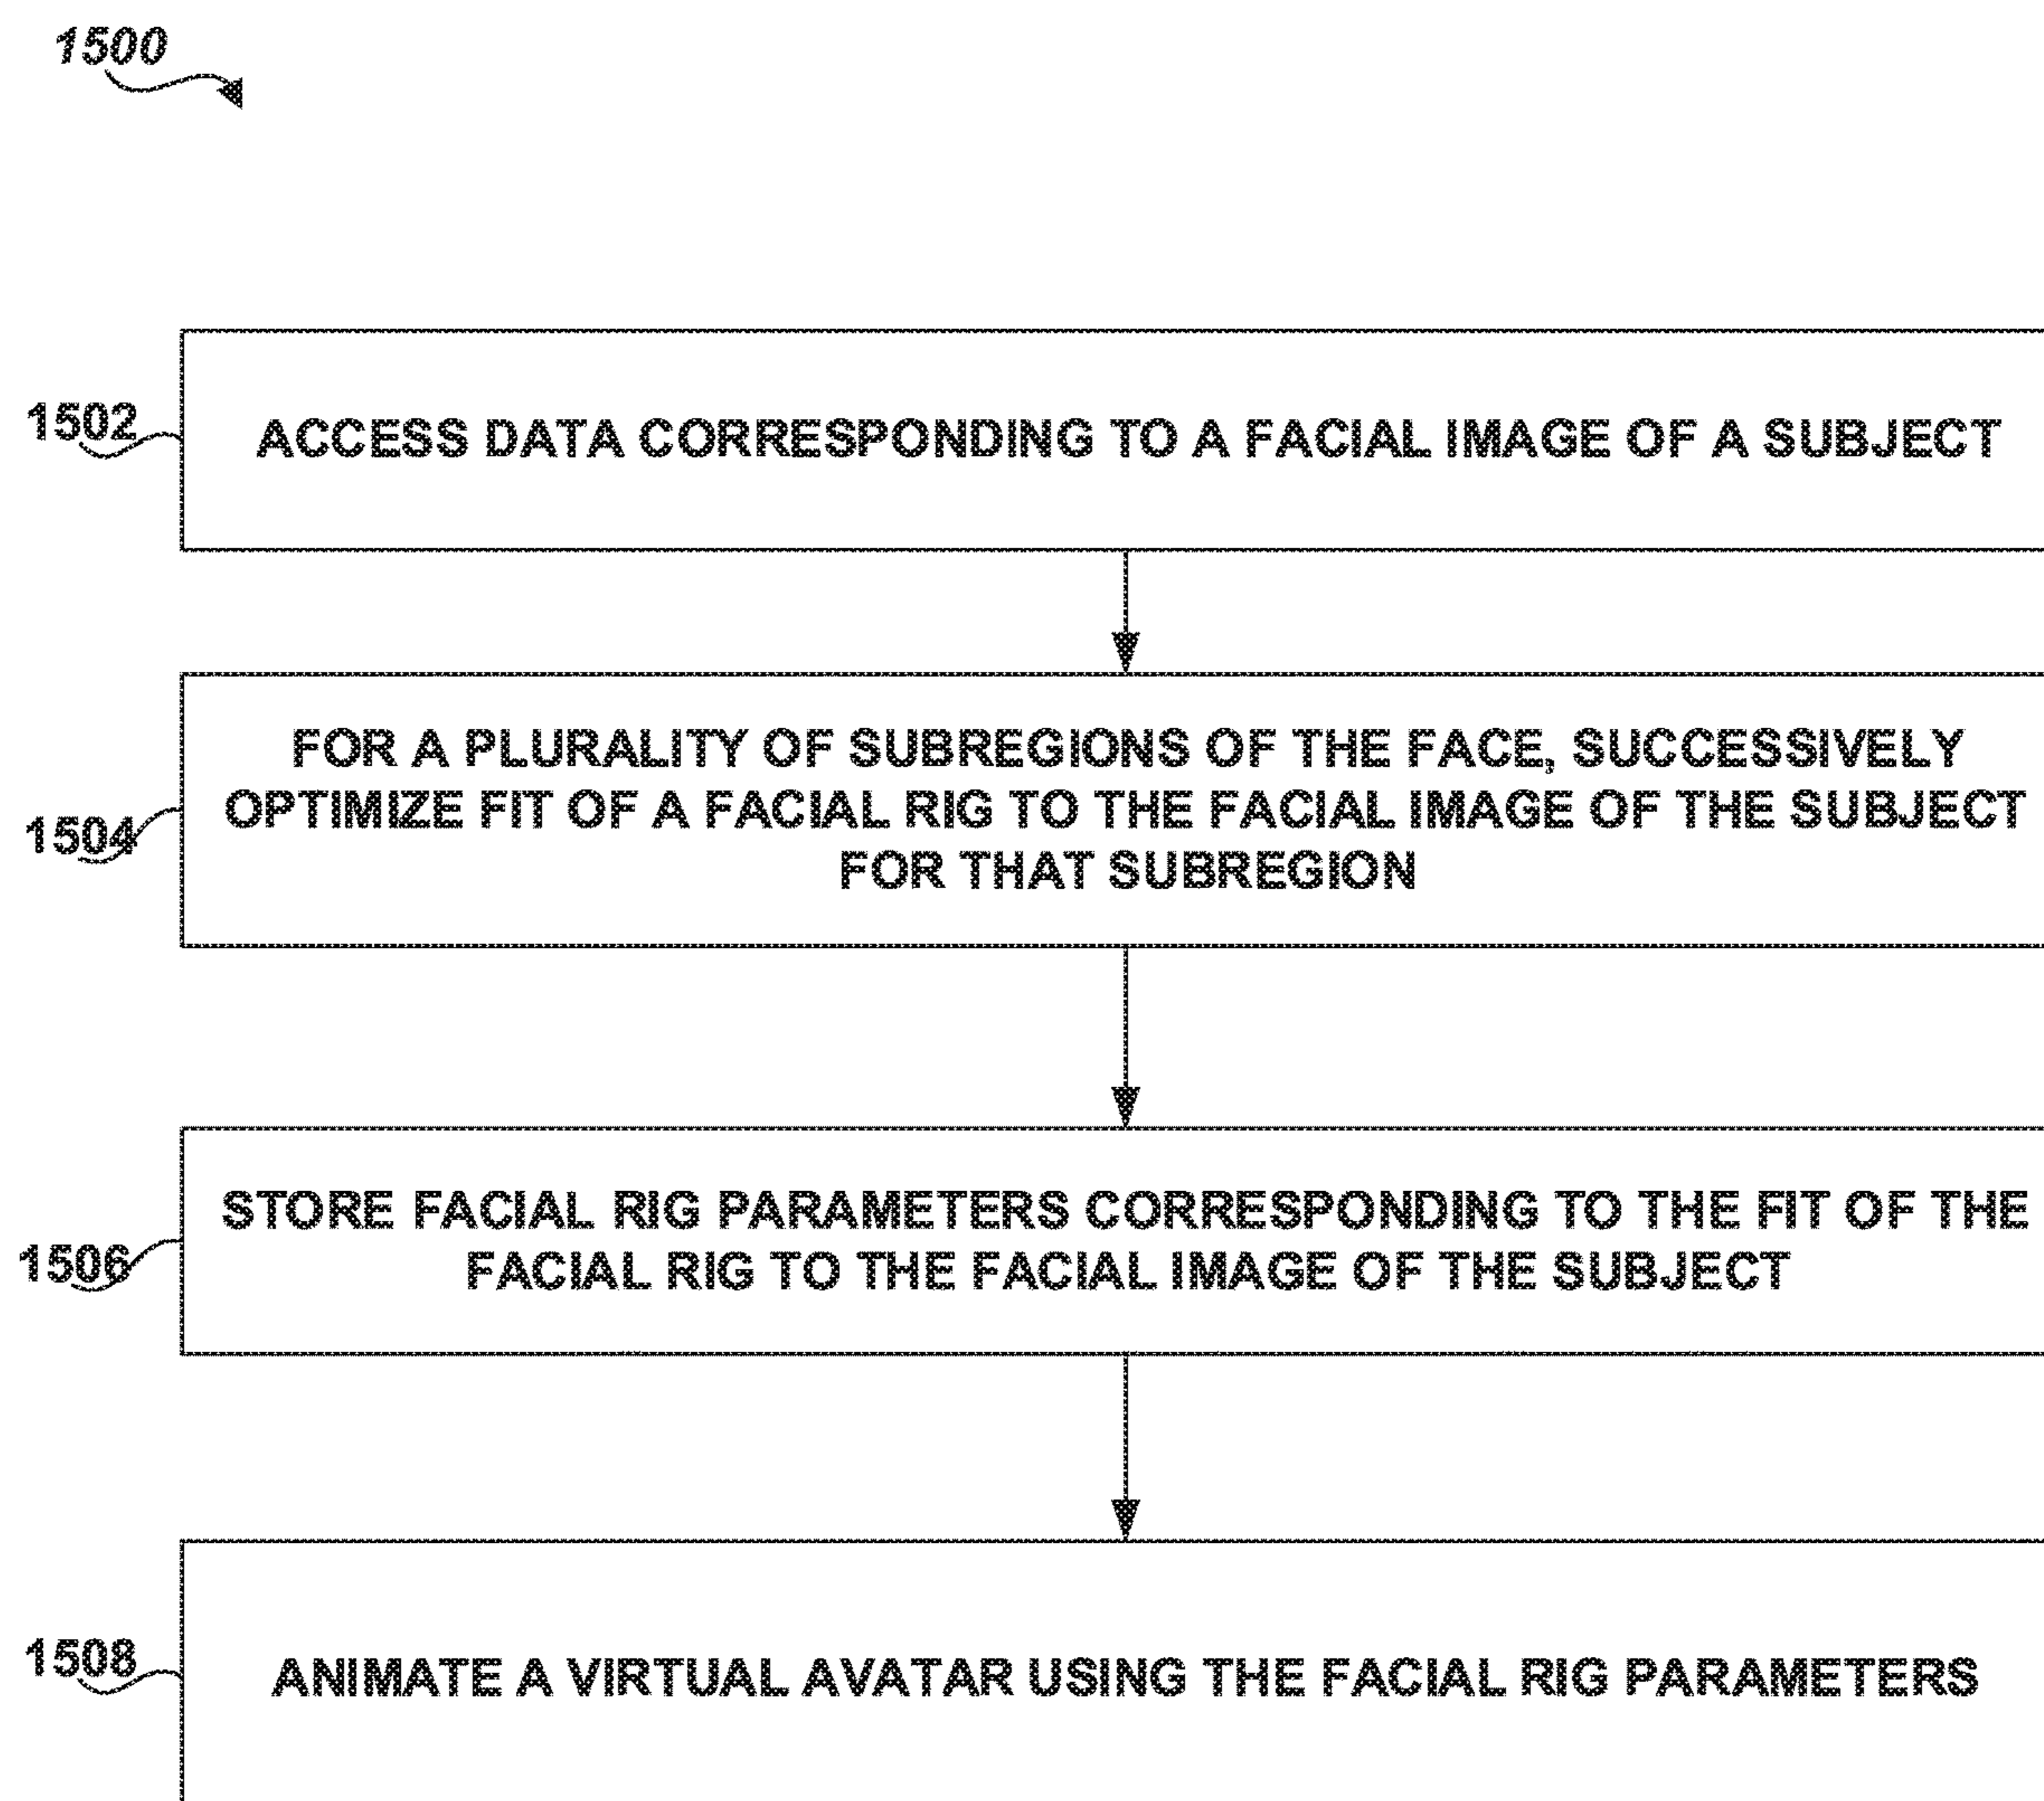 1500
1502
ACCESS DATA CORRESPONDING TO A FACIAL IMAGE OF A SUBJECT
FOR A PLURALITY OF SUBREGIONS OF THE FACE, SUCCESSIVELY
1504
OPTIMIZE FIT OF A FACIAL RIG TO THE FACIAL IMAGE OF THE SUBJECT
FOR THAT SUBREGION
STORE FACIAL RIG PARAMETERS CORRESPONDING TO THE FIT OF THE
1506
FACIAL RIG TO THE FACIAL IMAGE OF THE SUBJECT
1508
ANIMATE A VIRTUAL AVATAR USING THE FACIAL RIG PARAMETERS